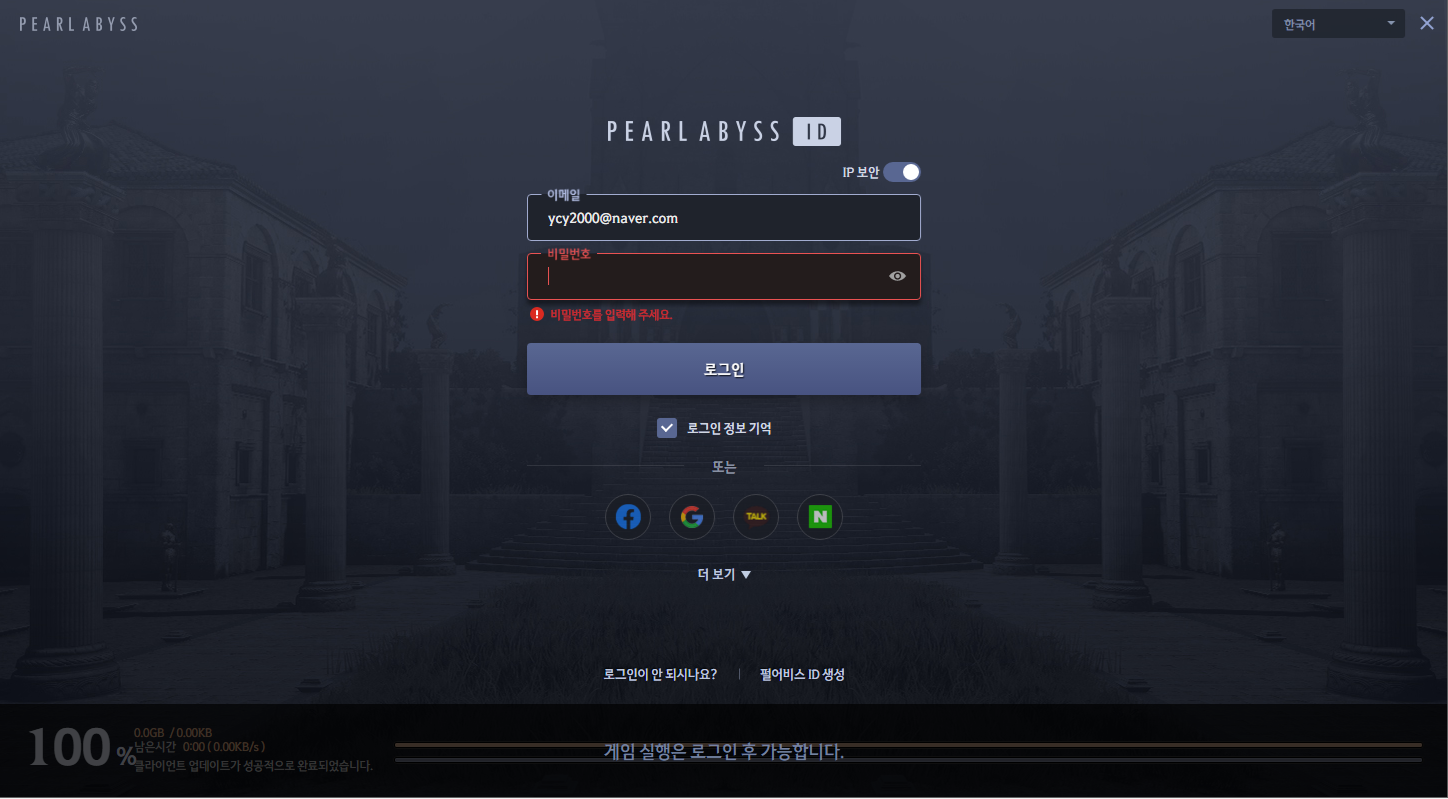 PEARL ABYSS
한국어
PEARL ABYSS ID
IP 보안
이메일
ycy2000@naver.com
비밀번호
비밀번호를 입력해 주세요.
로그인
로그인 정보 기억
또는
TALK
N
더 보기
로그인이 안 되시나요?
펄어비스 ID 생성
100 %
0.0GB / 0.00KB
남은시간 0:00 ( 0.00KB/s )
클라이언트 업데이트가 성공적으로 완료되었습니다.
게임 실행은 로그인 후 가능합니다.